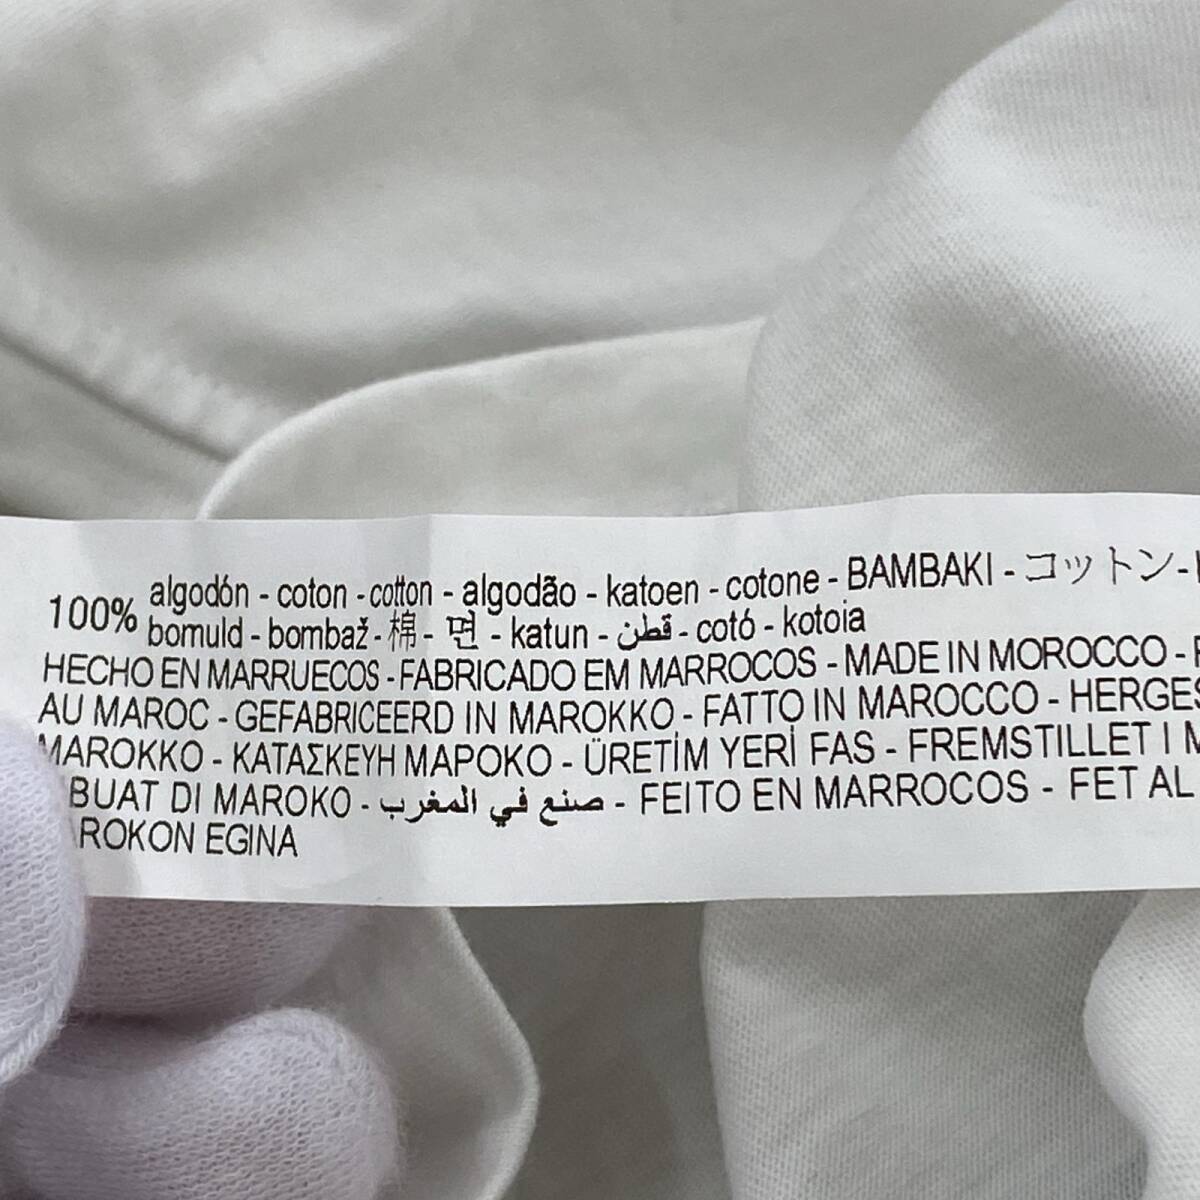 100% algodón - coton - cotton - algodão - katoen - cotone - BAMBAKI - コットン -
bomuld - bombaž - 棉 - 면 - katun - قطن - cotó - kotoia
HECHO EN MARRUECOS - FABRICADO EM MARROCOS - MADE IN MOROCCO -
AU MAROC - GEFABRICEERD IN MAROKKO - FATTO IN MAROCCO - HERGES
MAROKKO - ΚΑΤΑΣΚΕΥΗ ΜΑΡΟΚΟ - ÜRETİM YERİ FAS - FREMSTILLET I M
BUAT DI MAROKO - صنع في المغرب - FEITO EN MARROCOS - FET AL
ROKON EGINA